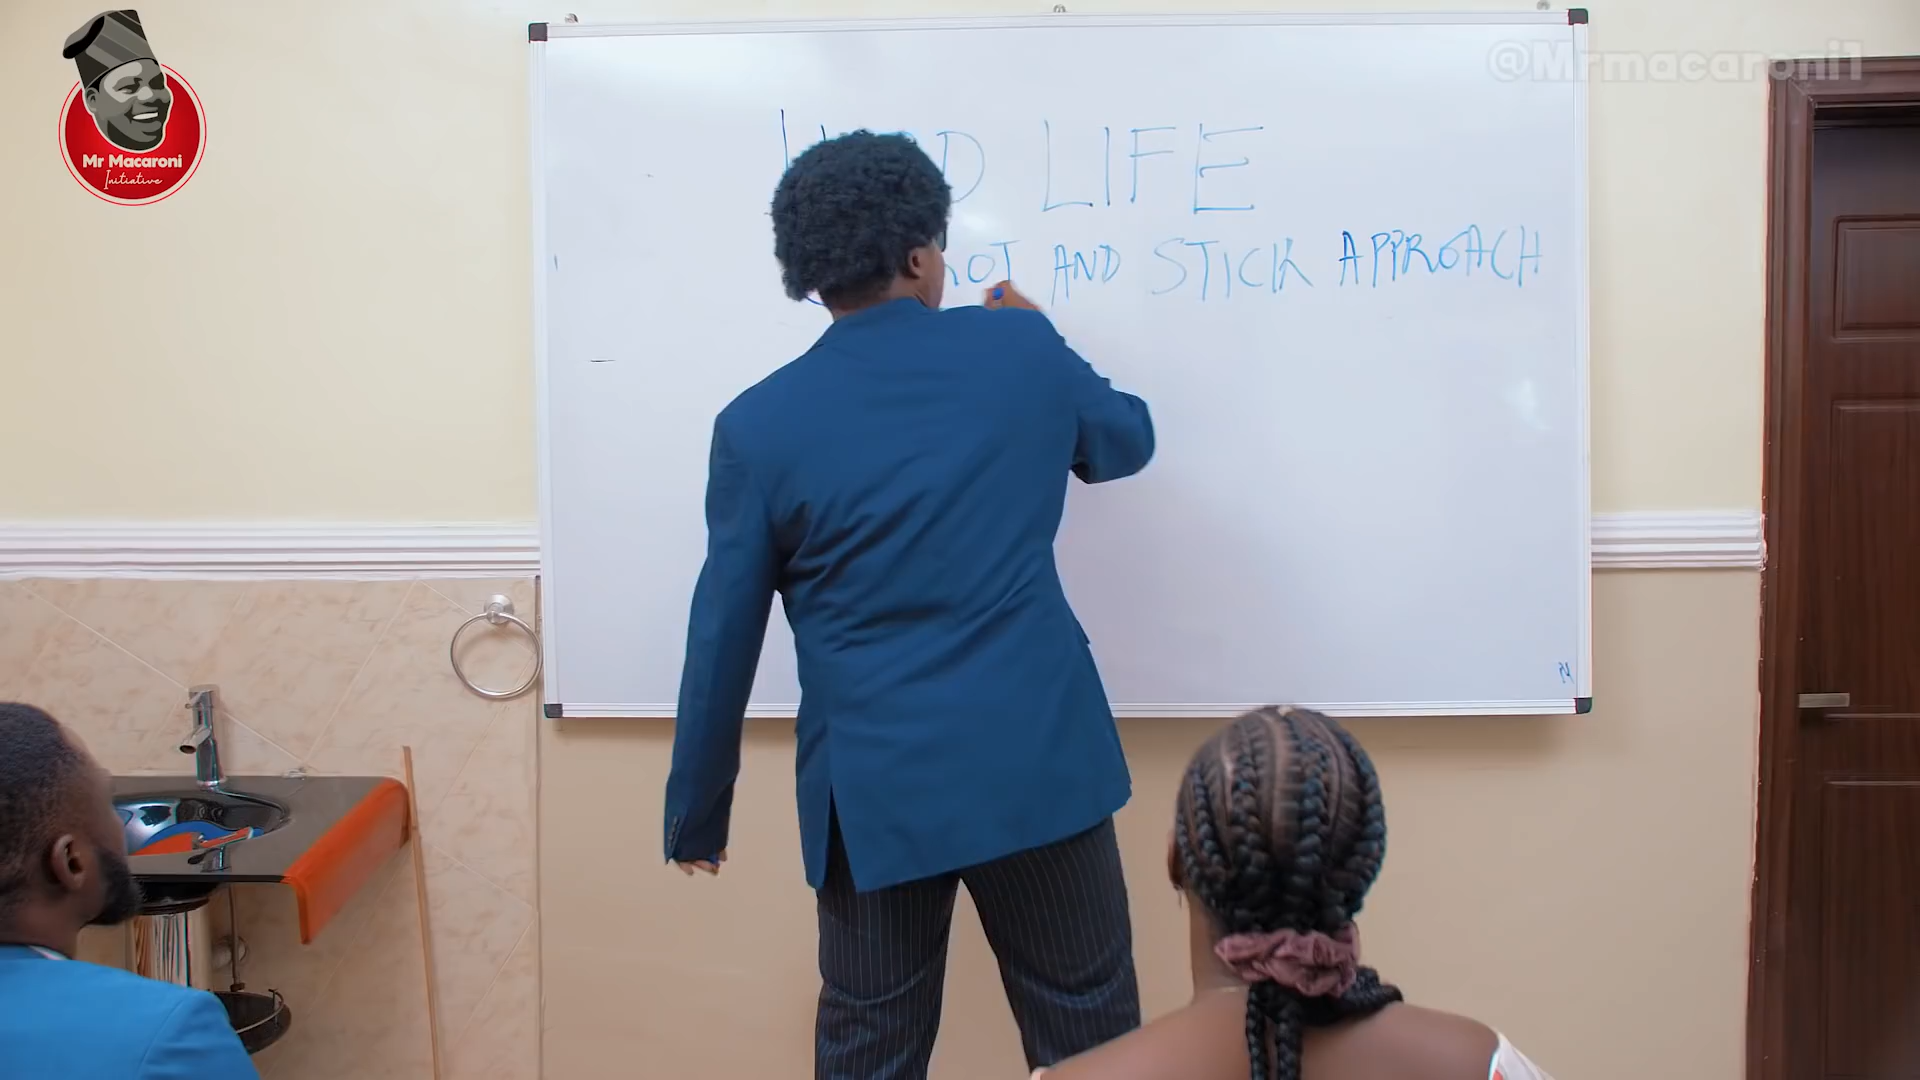 Mr Macaroni
Initiative
@Mrmacaroni1
LIFE
AND STICK APPROACH